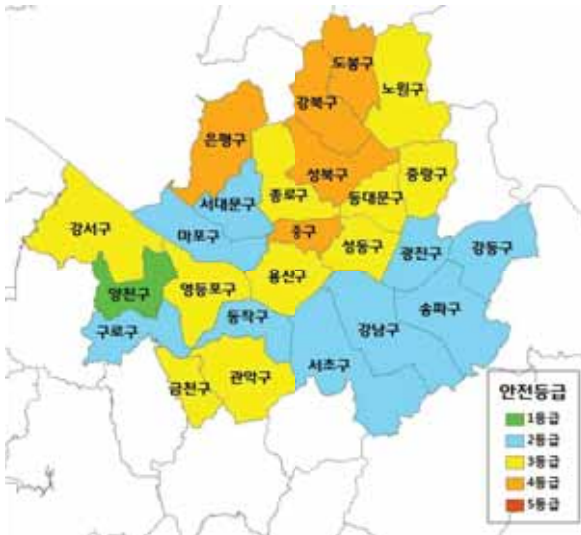 도봉구
노원구
강북구
은평구
성북구
중랑구
서대문구
종로구
동대문구
강서구
마포구
중구
성동구
광진구
강동구
양천구
영등포구
용산구
송파구
구로구
동작구
강남구
서초구
금천구
관악구
안전등급
1등급
2등급
3등급
4등급
5등급